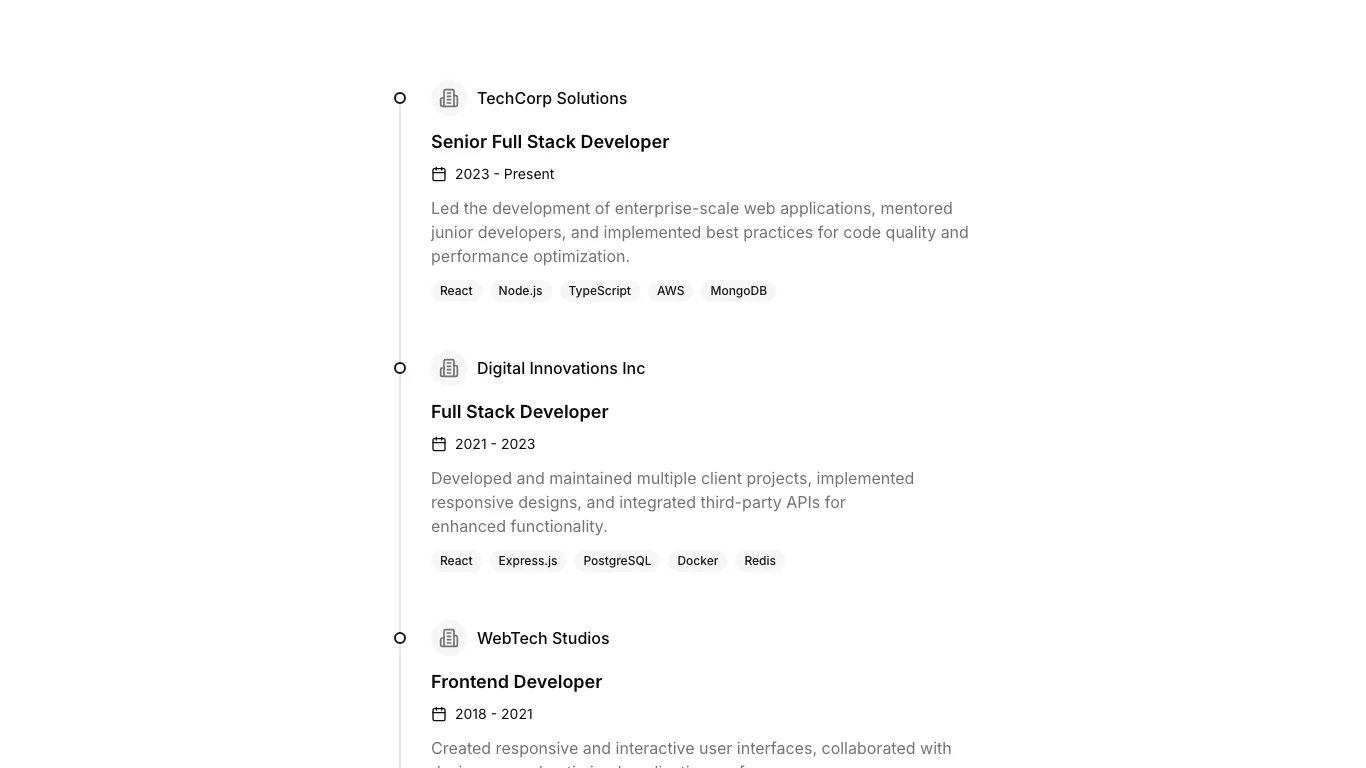 TechCorp Solutions
Senior Full Stack Developer
2023 - Present
Led the development of enterprise-scale web applications, mentored
junior developers, and implemented best practices for code quality and
performance optimization.
React Node.js TypeScript AWS MongoDB
Digital Innovations Inc
Full Stack Developer
2021 - 2023
Developed and maintained multiple client projects, implemented
responsive designs, and integrated third-party APIs for
enhanced functionality.
React Express.js PostgreSQL Docker Redis
WebTech Studios
Frontend Developer
2018 - 2021
Created responsive and interactive user interfaces, collaborated with